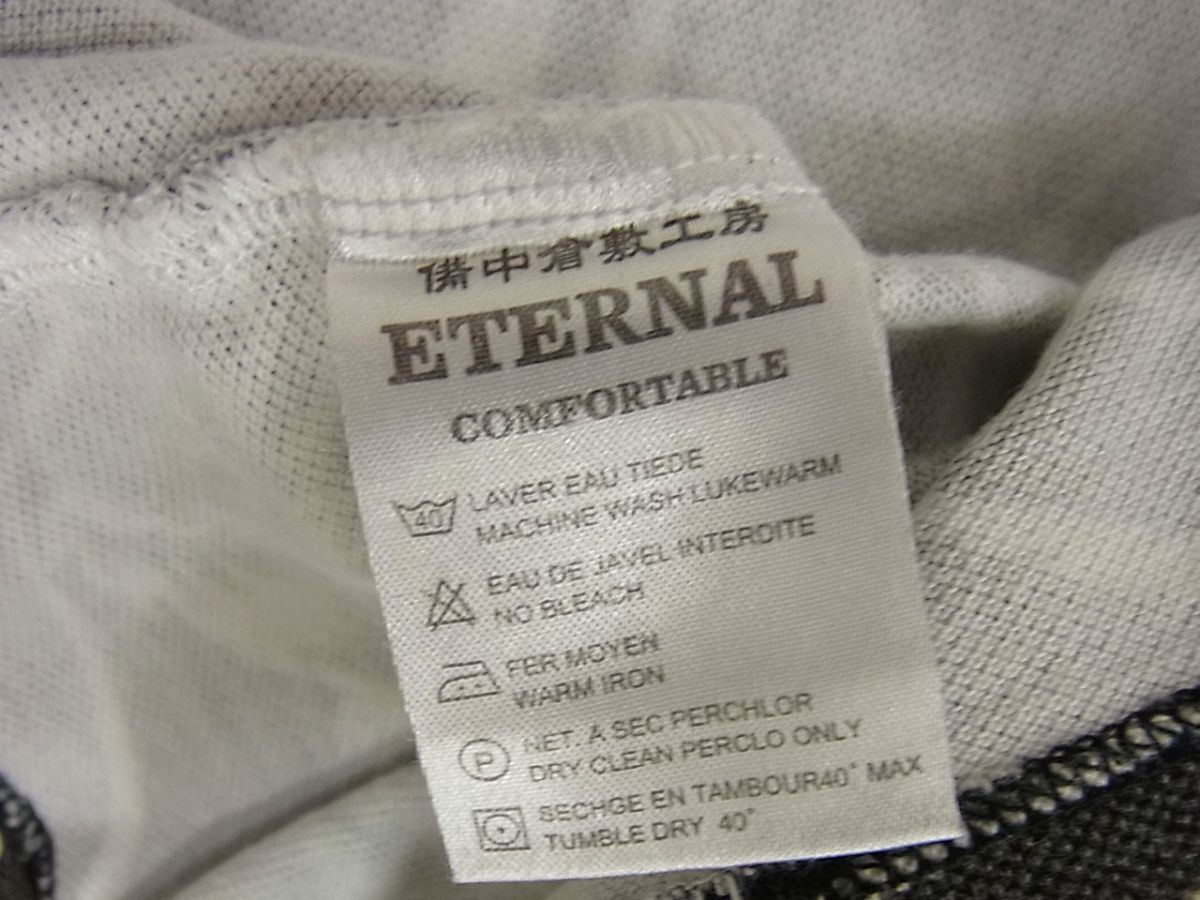 備中倉敷工房
ETERNAL
COMFORTABLE
40 LAVER EAU TIEDE
MACHINE WASH LUKEWARM
EAU DE JAVEL INTERDITE
NO BLEACH
FER MOYEN
WARM IRON
P NET. A SEC PERCHLOR
DRY CLEAN PERCLO ONLY
SECHGE EN TAMBOUR40° MAX
TUMBLE DRY 40°